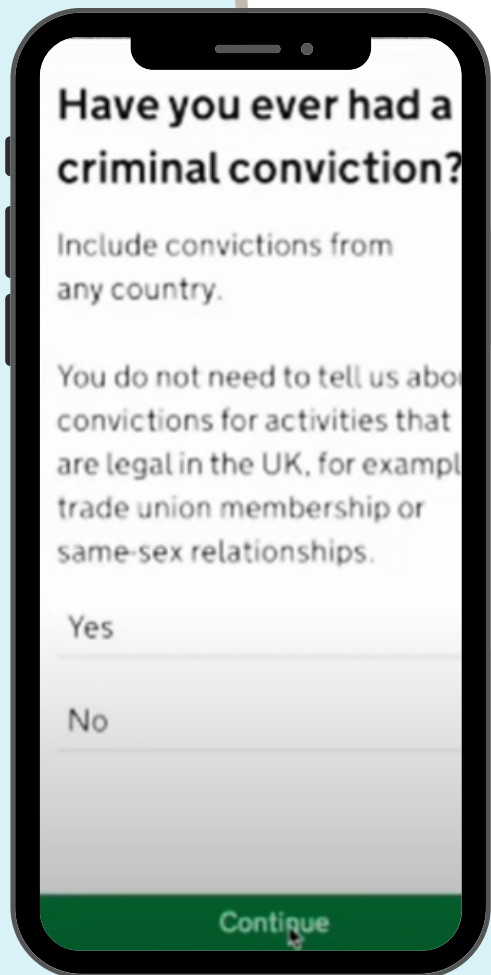 Have you ever had a
criminal conviction?
Include convictions from
any country.
You do not need to tell us abo
convictions for activities that
are legal in the UK, for exampl
trade union membership or
same-sex relationships.
Yes
No
Continue